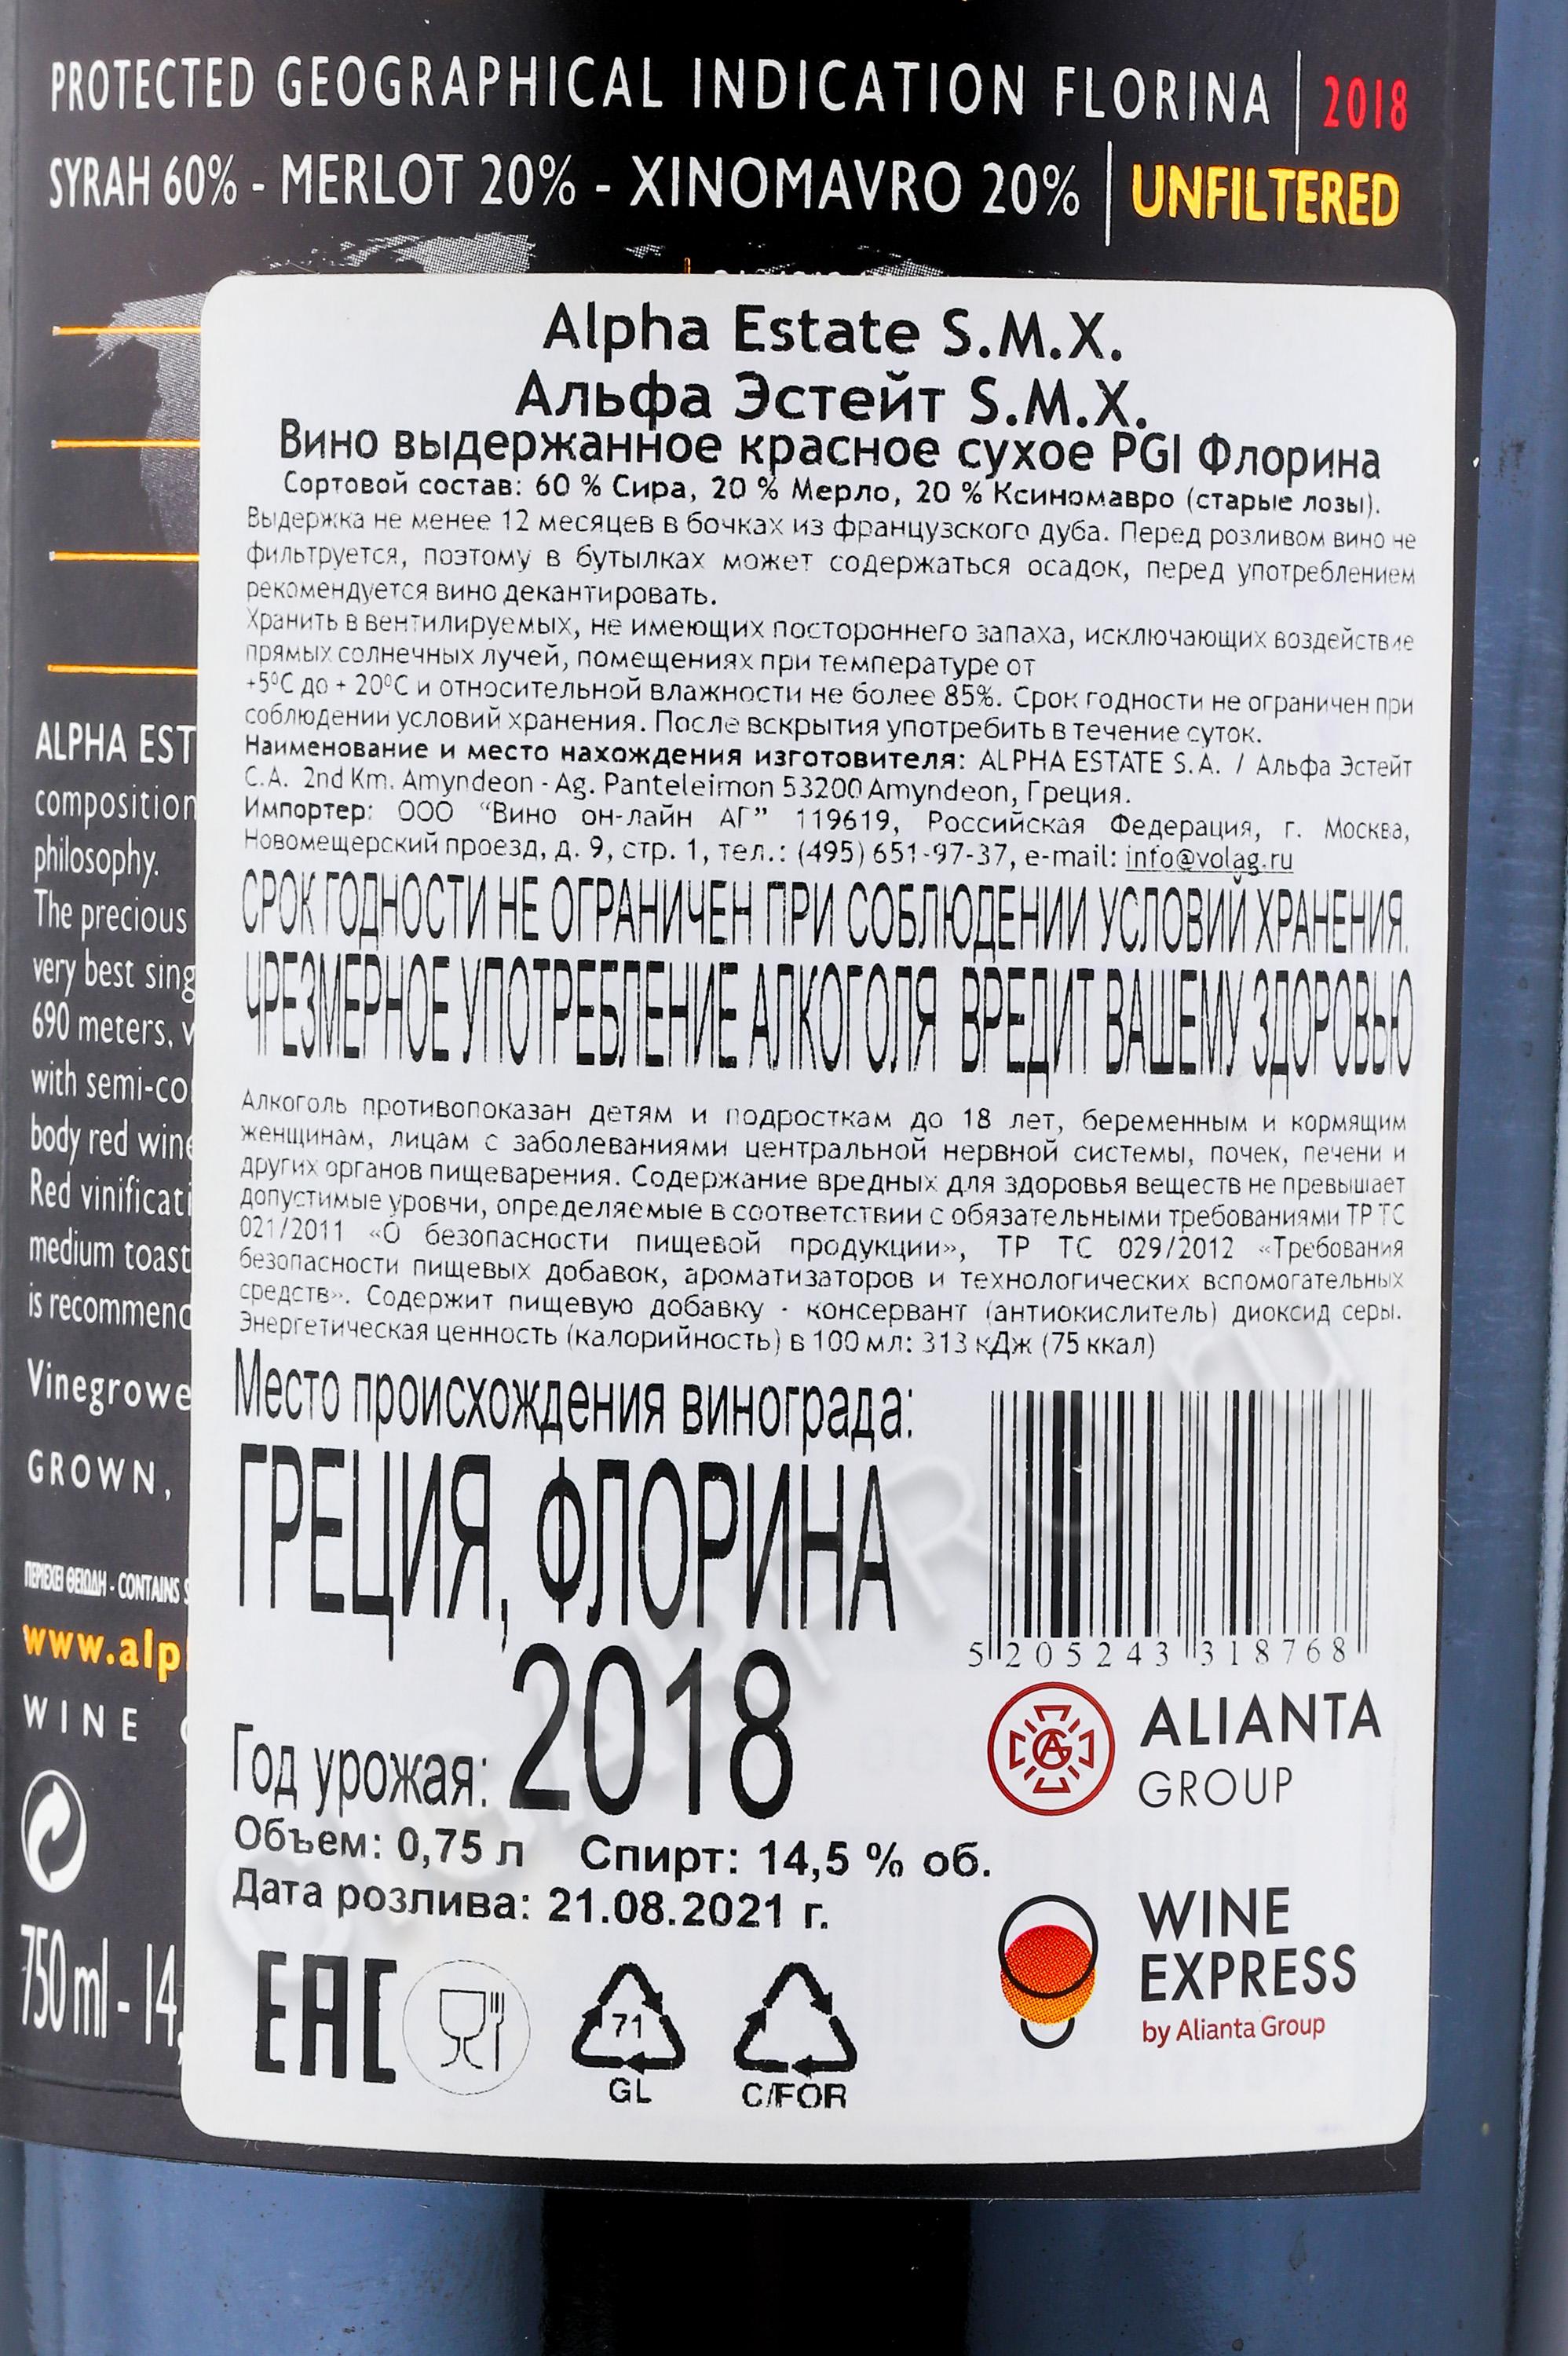 PROTECTED GEOGRAPHICAL INDICATION FLORINA | 2018
SYRAH 60% - MERLOT 20% - XINOMAVRO 20% | UNFILTERED
Alpha Estate S.M.X.
Альфа Эстейт S.M.X.
Вино выдержанное красное сухое PGI Флорина
Сортовой состав: 60 % Сира, 20 % Мерло, 20 % Ксиномавро (старые лозы).
Выдержка не менее 12 месяцев в бочках из французского дуба. Перед розливом вино не
фильтруется, поэтому в бутылках может содержаться осадок, перед употреблением
рекомендуется вино декантировать.
Хранить в вентилируемых, не имеющих постороннего запаха, исключающих воздействие
прямых солнечных лучей, помещениях при температуре от
+5⁰С до + 20⁰С и относительной влажности не более 85%. Срок годности не ограничен при
соблюдении условий хранения. После вскрытия употребить в течение суток.
Наименование и место нахождения изготовителя: ALPHA ESTATE S.A. / Альфа Эстейт
С.А. 2nd Km. Amyndeon - Ag. Panteleimon 53200 Amyndeon, Греция.
Импортер: ООО “Вино он-лайн АГ” 119619, Российская Федерация, г. Москва,
Новомещерский проезд, д. 9, стр. 1, тел.: (495) 651-97-37, e-mail: info@volag.ru
СРОК ГОДНОСТИ НЕ ОГРАНИЧЕН ПРИ СОБЛЮДЕНИИ УСЛОВИЙ ХРАНЕНИЯ.
ЧРЕЗМЕРНОЕ УПОТРЕБЛЕНИЕ АЛКОГОЛЯ ВРЕДИТ ВАШЕМУ ЗДОРОВЬЮ
Алкоголь противопоказан детям и подросткам до 18 лет, беременным и кормящим
женщинам, лицам с заболеваниями центральной нервной системы, почек, печени и
других органов пищеварения. Содержание вредных для здоровья веществ не превышает
допустимые уровни, определяемые в соответствии с обязательными требованиями ТР ТС
021/2011 «О безопасности пищевой продукции», ТР ТС 029/2012 «Требования
безопасности пищевых добавок, ароматизаторов и технологических вспомогательных
средств». Содержит пищевую добавку - консервант (антиокислитель) диоксид серы.
Энергетическая ценность (калорийность) в 100 мл: 313 кДж (75 ккал)
Место происхождения винограда:
ГРЕЦИЯ, ФЛОРИНА
Год урожая: 2018
Объем: 0,75 л Спирт: 14,5 % об.
Дата розлива: 21.08.2021 г.
5 205243 318768
ALIANTA
GROUP
WINE
EXPRESS
by Alianta Group
EAC
71
GL
C/FOR
ALPHA EST
composition
philosophy.
The precious
very best sing
690 meters, w
with semi-co
body red wine
Red vinificati
medium toast
is recommend
Vinegrowe
GROWN,
ΠΕΡΙΕΧΕΙ ΘΕΙΩΔΗ - CONTAINS S
www.alp
WINE
750 ml - 14,